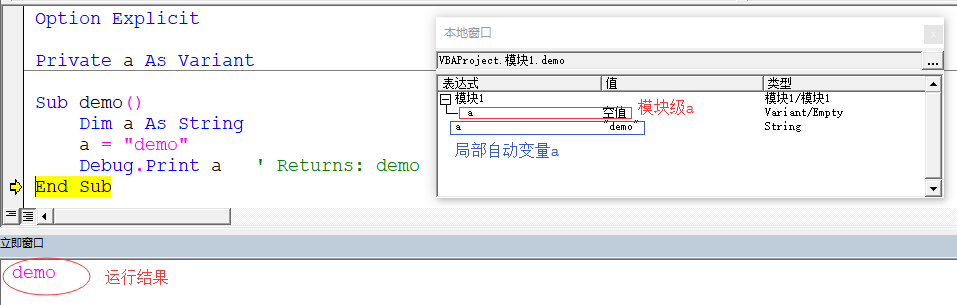 Option Explicit
Private a As Variant
Sub demo()
Dim a As String
a = "demo"
Debug.Print a ' Returns: demo
End Sub
本地窗口
x
VBAProject.模块1.demo
...
表达式 值 类型
模块1 模块1/模块1
a 空值 Variant/Empty
模块级a
a "demo" String
局部自动变量a
立即窗口
demo
运行结果